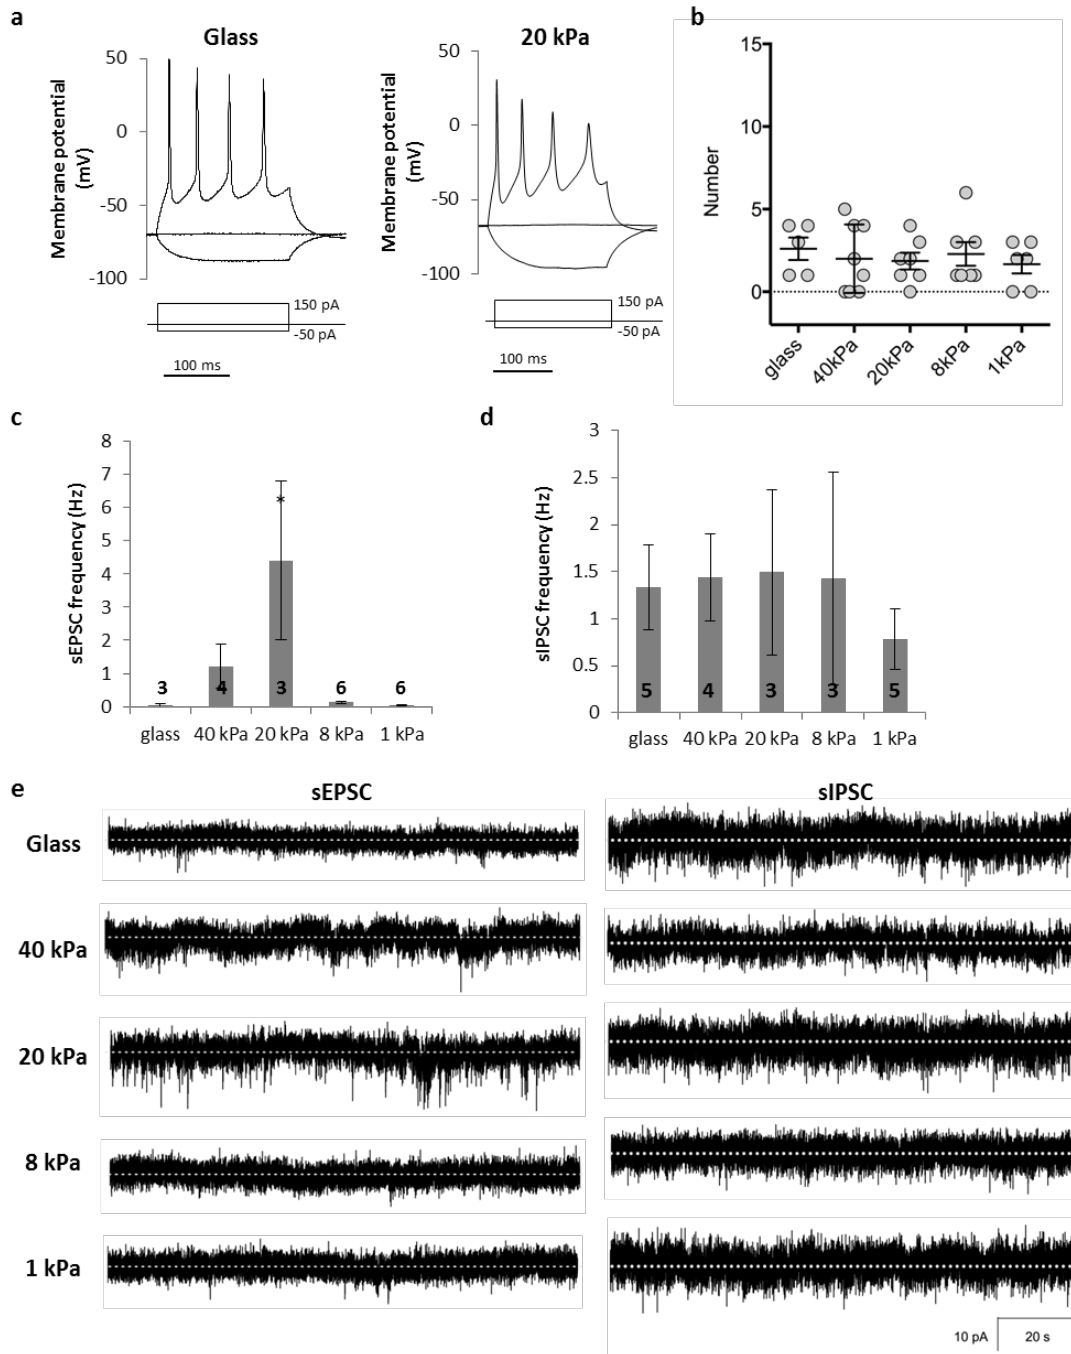 a
Glass
20 kPa
Membrane potential
(mV)
50
0
-50
-100
150 pA
-50 pA
100 ms
Membrane potential
(mV)
50
0
-50
-100
150 pA
-50 pA
100 ms
b
Number
15
10
5
0
glass
40kPa
20kPa
8kPa
1kPa
c
sEPSC frequency (Hz)
8
7
6
5
4
3
2
1
0
*
3
4
3
6
6
glass 40 kPa 20 kPa 8 kPa 1 kPa
d
sIPSC frequency (Hz)
3
2.5
2
1.5
1
0.5
0
5
4
3
3
5
glass 40 kPa 20 kPa 8 kPa 1 kPa
e
sEPSC
sIPSC
Glass
40 kPa
20 kPa
8 kPa
1 kPa
10 pA
20 s